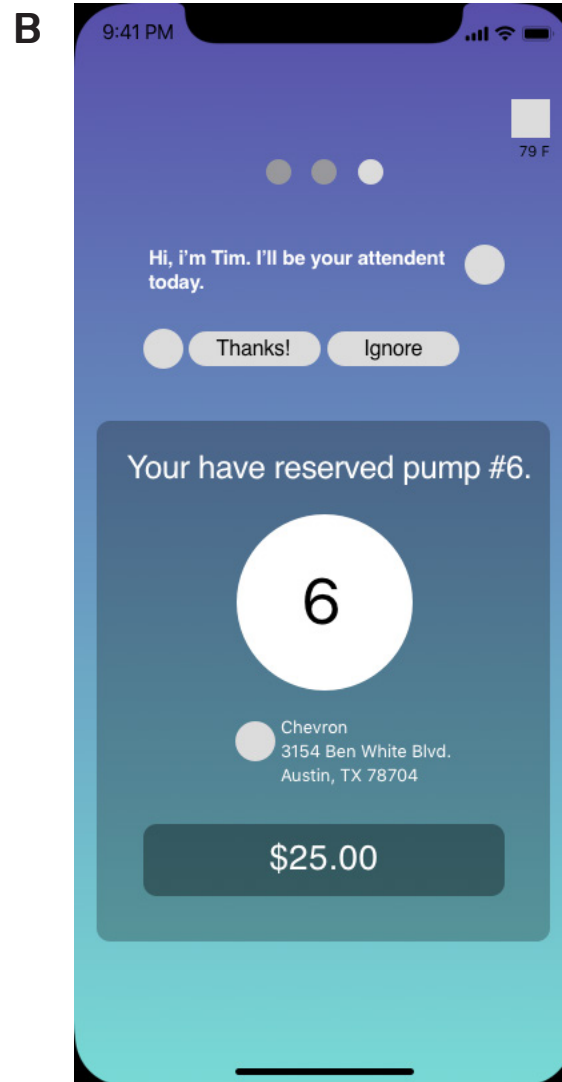 B
9:41 PM
79 F
Hi, i'm Tim. I'll be your attendent
today.
Thanks! Ignore
Your have reserved pump #6.
6
Chevron
3154 Ben White Blvd.
Austin, TX 78704
$25.00